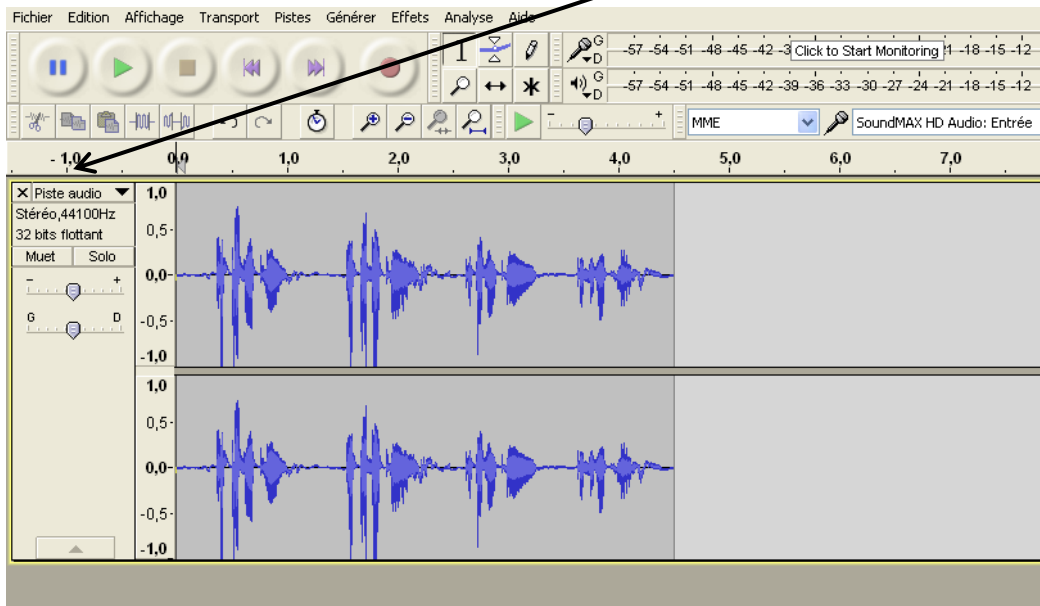 Fichier Edition Affichage Transport Pistes Générer Effets Analyse Aide
G D -57 -54 -51 -48 -45 -42 -3 Click to Start Monitoring 1 -18 -15 -12
G D -57 -54 -51 -48 -45 -42 -39 -36 -33 -30 -27 -24 -21 -18 -15 -12
- + MME SoundMAX HD Audio: Entrée
-1,0 0,0 1,0 2,0 3,0 4,0 5,0 6,0 7,0
X Piste audio 1,0
Stéréo,44100Hz
32 bits flottant 0,5-
Muet Solo
- + 0,0-
G D -0,5-
-1,0
1,0
0,5-
0,0-
-0,5-
-1,0